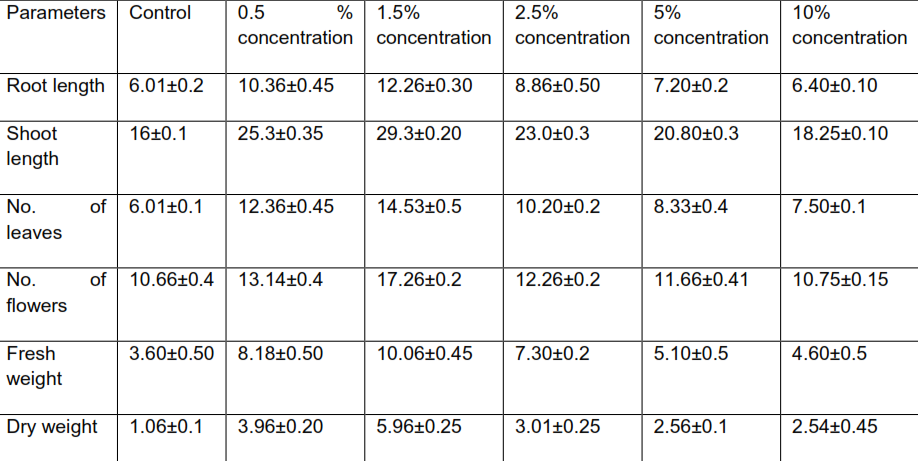 Parameters Control 0.5 % 1.5% 2.5% 5% 10%
concentration concentration concentration concentration concentration
Root length 6.01±0.2 10.36±0.45 12.26±0.30 8.86±0.50 7.20±0.2 6.40±0.10
Shoot 16±0.1 25.3±0.35 29.3±0.20 23.0±0.3 20.80±0.3 18.25±0.10
length
No. of 6.01±0.1 12.36±0.45 14.53±0.5 10.20±0.2 8.33±0.4 7.50±0.1
leaves
No. of 10.66±0.4 13.14±0.4 17.26±0.2 12.26±0.2 11.66±0.41 10.75±0.15
flowers
Fresh 3.60±0.50 8.18±0.50 10.06±0.45 7.30±0.2 5.10±0.5 4.60±0.5
weight
Dry weight 1.06±0.1 3.96±0.20 5.96±0.25 3.01±0.25 2.56±0.1 2.54±0.45